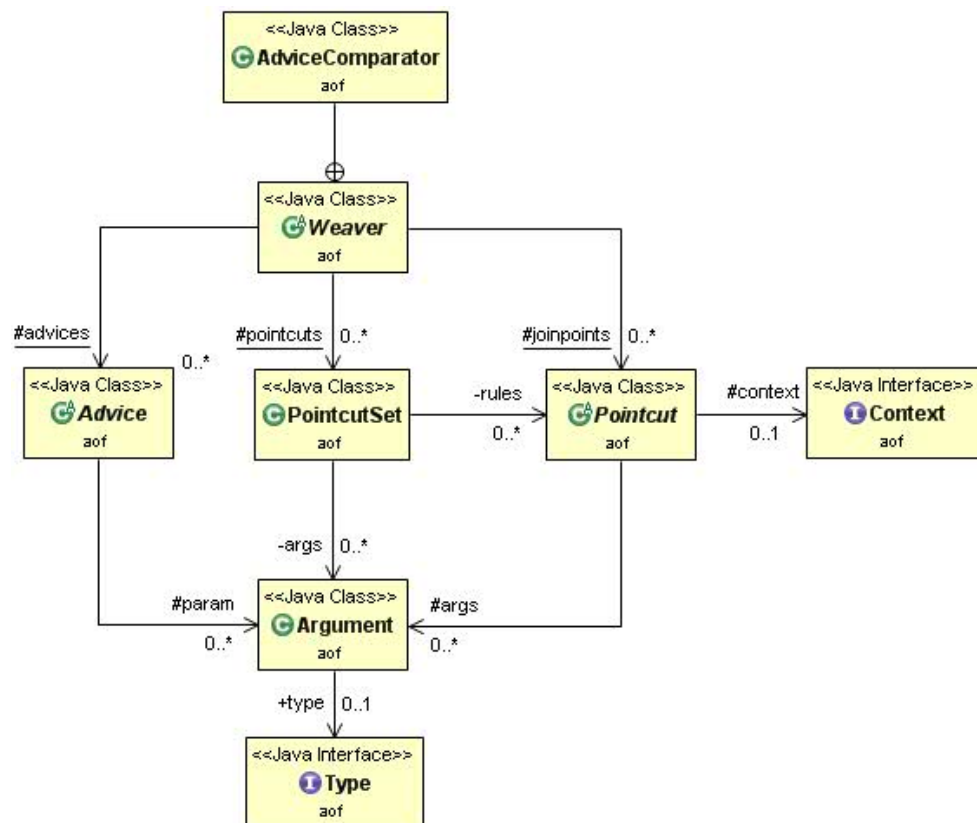 <<Java Class>>
AdviceComparator
aof
<<Java Class>>
Weaver
aof
#advices
0..*
#pointcuts
0..*
#joinpoints
0..*
<<Java Class>>
Advice
aof
<<Java Class>>
PointcutSet
aof
-rules
0..*
<<Java Class>>
Pointcut
aof
#context
0..1
<<Java Interface>>
Context
aof
-args
0..*
#param
0..*
<<Java Class>>
Argument
aof
#args
0..*
+type
0..1
<<Java Interface>>
Type
aof